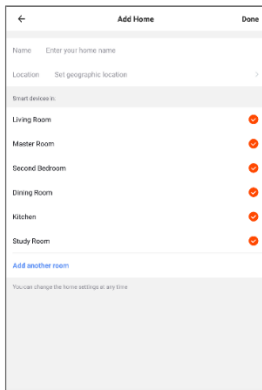 Add Home
Done
Name Enter your home name
Location Set geographic location
Smart devices in:
Living Room
Master Room
Second Bedroom
Dining Room
Kitchen
Study Room
Add another room
You can change the home settings at any time